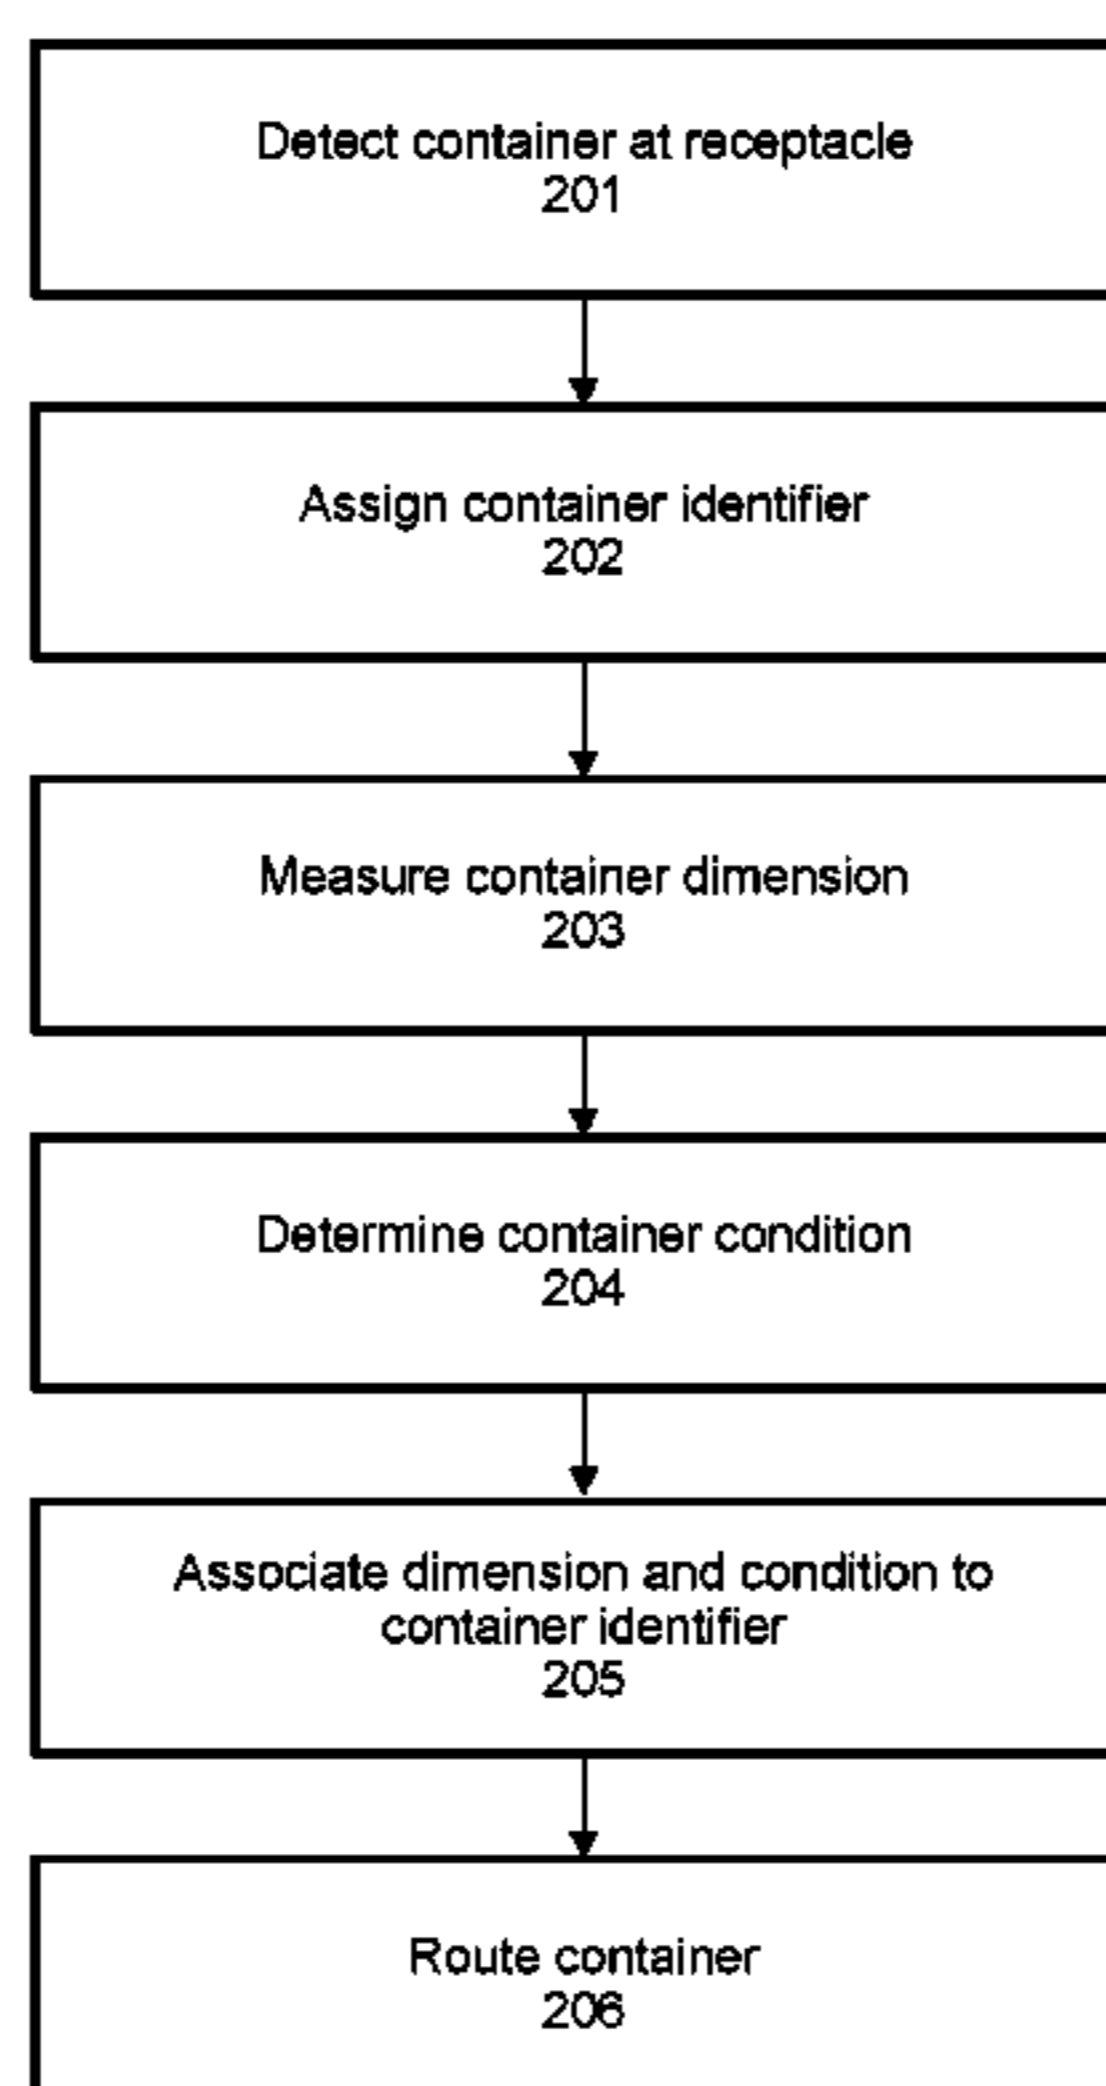 Detect container at receptacle
201
Assign container identifier
202
Measure container dimension
203
Determine container condition
204
Associate dimension and condition to
container identifier
205
Route container
206